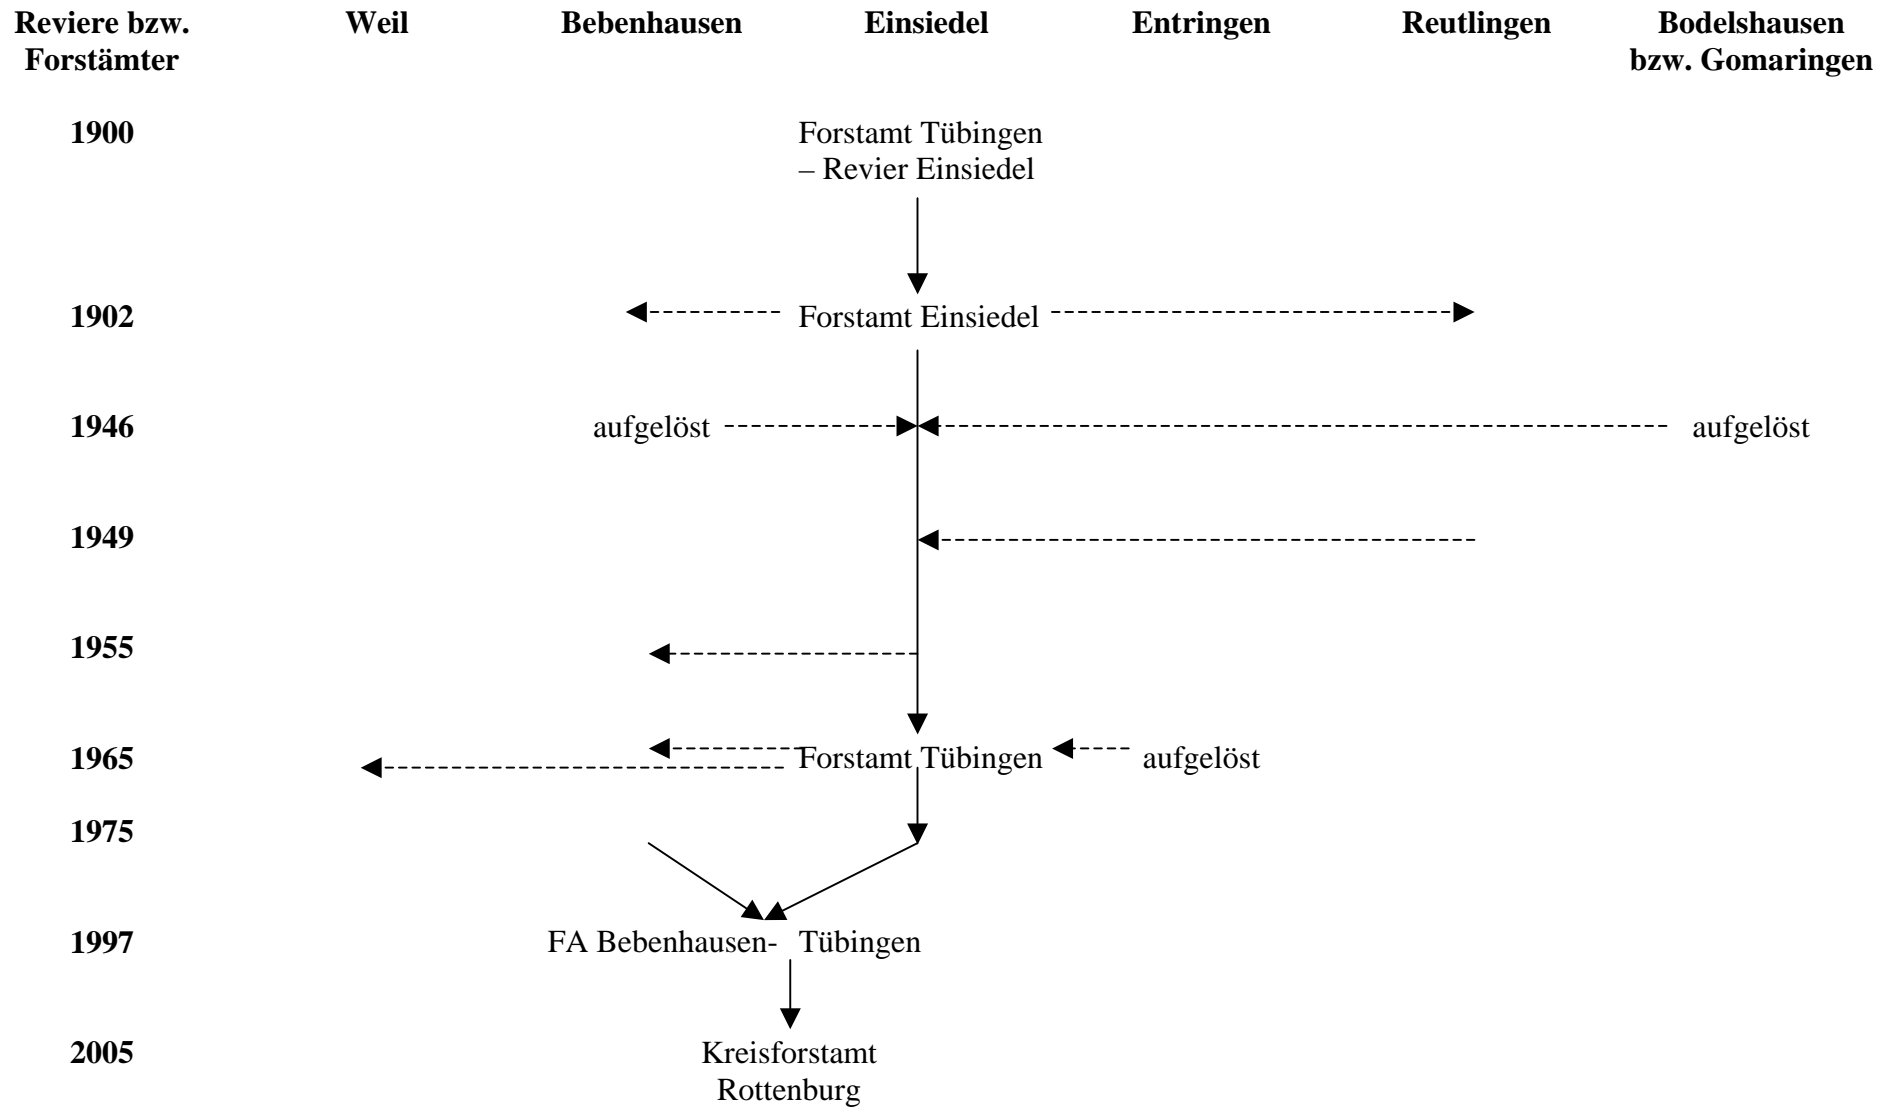 Reviere bzw. Weil Bebenhausen Einsiedel Entringen Reutlingen Bodelshausen
Forstämter bzw. Gomaringen
1900 Forstamt Tübingen
– Revier Einsiedel
1902 Forstamt Einsiedel
1946 aufgelöst aufgelöst
1949
1955
1965 Forstamt Tübingen aufgelöst
1975
1997 FA Bebenhausen- Tübingen
2005 Kreisforstamt
Rottenburg